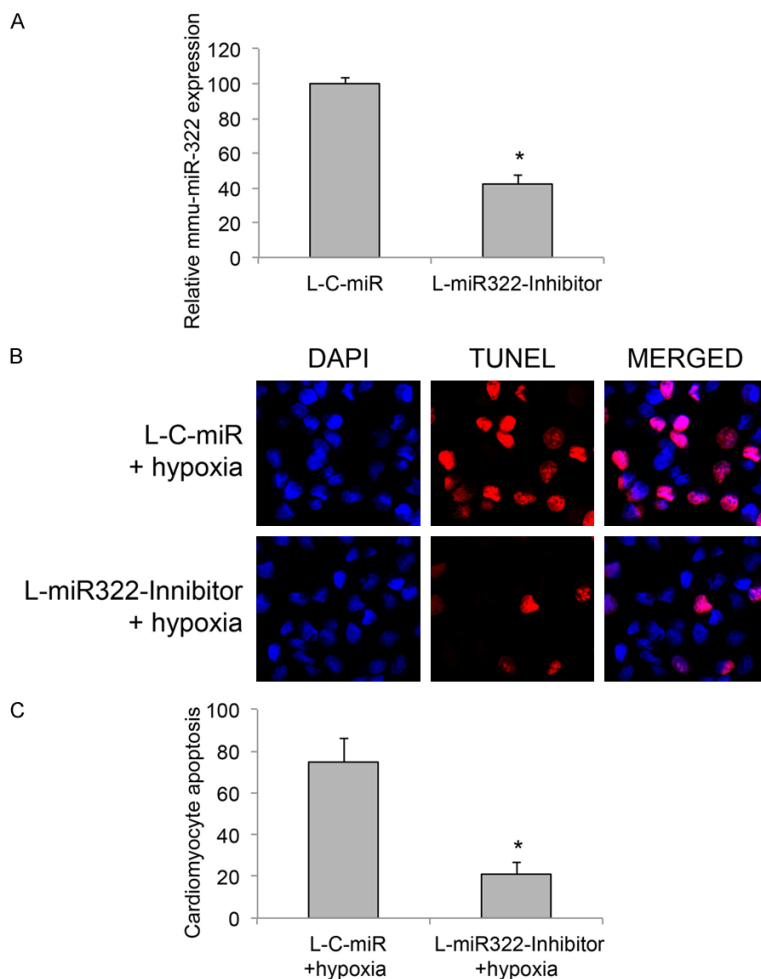 A
Relative mmu-miR-322 expression
120
100
80
60
40
20
0
*
L-C-miR
L-miR322-Inhibitor
B
DAPI
TUNEL
MERGED
L-C-miR
+ hypoxia
L-miR322-Innibitor
+ hypoxia
C
Cardiomyocyte apoptosis
100
80
60
40
20
0
*
L-C-miR
+hypoxia
L-miR322-Inhibitor
+hypoxia